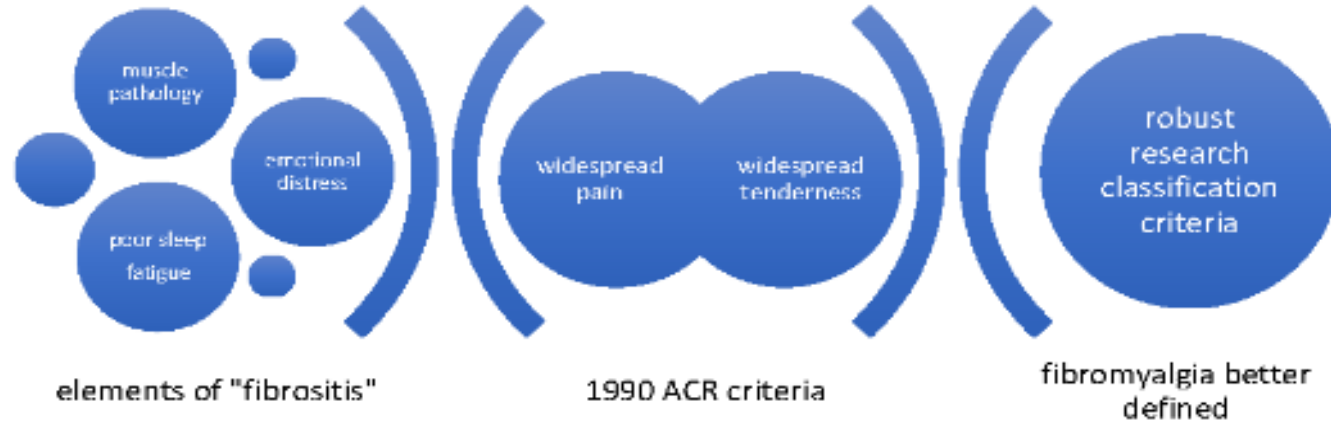 muscle
pathology
emotional
distress
poor sleep
fatigue
elements of "fibrositis"
widespread
pain
widespread
tenderness
1990 ACR criteria
robust
research
classification
criteria
fibromyalgia better
defined